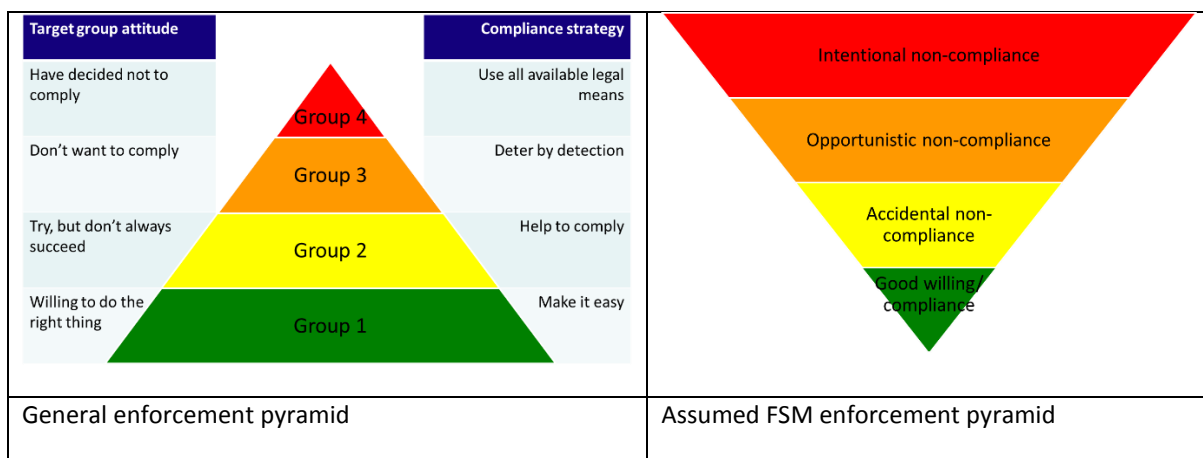 Target group attitude
Compliance strategy
Have decided not to
comply
Use all available legal
means
Group 4
Don't want to comply
Deter by detection
Group 3
Try, but don't always
succeed
Help to comply
Group 2
Willing to do the
right thing
Make it easy
Group 1
General enforcement pyramid
Intentional non-compliance
Opportunistic non-compliance
Accidental non-
compliance
Good willing/
compliance
Assumed FSM enforcement pyramid